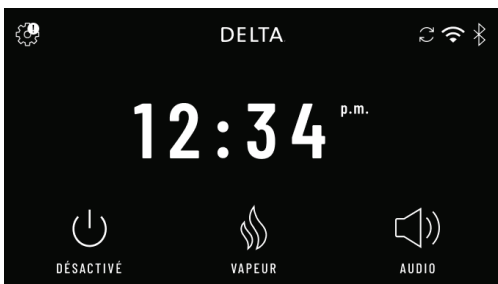 DELTA
12:34 p.m.
DÉSACTIVÉ
VAPEUR
AUDIO